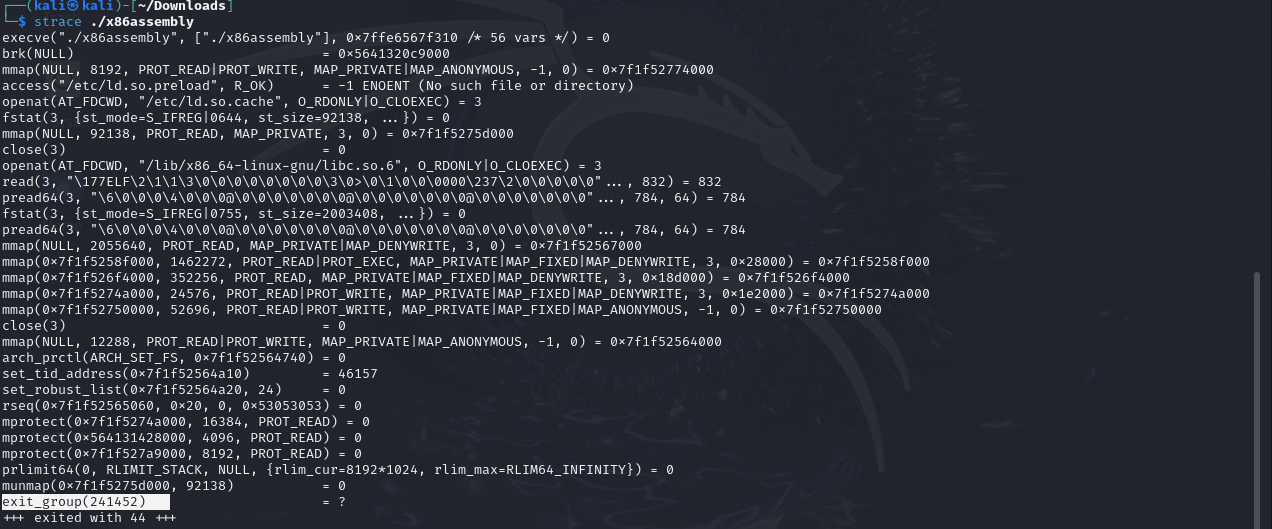 ┌──(kali㉿kali)-[~/Downloads]
└─$ strace ./x86assembly
execve("./x86assembly", ["./x86assembly"], 0×7ffe6567f310 /* 56 vars */) = 0
brk(NULL)                               = 0×5641320c9000
mmap(NULL, 8192, PROT_READ|PROT_WRITE, MAP_PRIVATE|MAP_ANONYMOUS, -1, 0) = 0×7f1f52774000
access("/etc/ld.so.preload", R_OK)      = -1 ENOENT (No such file or directory)
openat(AT_FDCWD, "/etc/ld.so.cache", O_RDONLY|O_CLOEXEC) = 3
fstat(3, {st_mode=S_IFREG|0644, st_size=92138, ...}) = 0
mmap(NULL, 92138, PROT_READ, MAP_PRIVATE, 3, 0) = 0×7f1f5275d000
close(3)                                = 0
openat(AT_FDCWD, "/lib/x86_64-linux-gnu/libc.so.6", O_RDONLY|O_CLOEXEC) = 3
read(3, "\177ELF\2\1\1\3\0\0\0\0\0\0\0\0\3\0>\0\1\0\0\0000\237\2\0\0\0\0\0"..., 832) = 832
pread64(3, "\6\0\0\0\4\0\0\0@\0\0\0\0\0\0\0@\0\0\0\0\0\0\0@\0\0\0\0\0\0\0"..., 784, 64) = 784
fstat(3, {st_mode=S_IFREG|0755, st_size=2003408, ...}) = 0
pread64(3, "\6\0\0\0\4\0\0\0@\0\0\0\0\0\0\0@\0\0\0\0\0\0\0@\0\0\0\0\0\0\0"..., 784, 64) = 784
mmap(NULL, 2055640, PROT_READ, MAP_PRIVATE|MAP_DENYWRITE, 3, 0) = 0×7f1f52567000
mmap(0×7f1f5258f000, 1462272, PROT_READ|PROT_EXEC, MAP_PRIVATE|MAP_FIXED|MAP_DENYWRITE, 3, 0×28000) = 0×7f1f5258f000
mmap(0×7f1f526f4000, 352256, PROT_READ, MAP_PRIVATE|MAP_FIXED|MAP_DENYWRITE, 3, 0×18d000) = 0×7f1f526f4000
mmap(0×7f1f5274a000, 24576, PROT_READ|PROT_WRITE, MAP_PRIVATE|MAP_FIXED|MAP_DENYWRITE, 3, 0×1e2000) = 0×7f1f5274a000
mmap(0×7f1f52750000, 52696, PROT_READ|PROT_WRITE, MAP_PRIVATE|MAP_FIXED|MAP_ANONYMOUS, -1, 0) = 0×7f1f52750000
close(3)                                = 0
mmap(NULL, 12288, PROT_READ|PROT_WRITE, MAP_PRIVATE|MAP_ANONYMOUS, -1, 0) = 0×7f1f52564000
arch_prctl(ARCH_SET_FS, 0×7f1f52564740) = 0
set_tid_address(0×7f1f52564a10)         = 46157
set_robust_list(0×7f1f52564a20, 24)     = 0
rseq(0×7f1f52565060, 0×20, 0, 0×53053053) = 0
mprotect(0×7f1f5274a000, 16384, PROT_READ) = 0
mprotect(0×564131428000, 4096, PROT_READ) = 0
mprotect(0×7f1f527a9000, 8192, PROT_READ) = 0
prlimit64(0, RLIMIT_STACK, NULL, {rlim_cur=8192*1024, rlim_max=RLIM64_INFINITY}) = 0
munmap(0×7f1f5275d000, 92138)           = 0
exit_group(241452)                      = ?
+++ exited with 44 +++